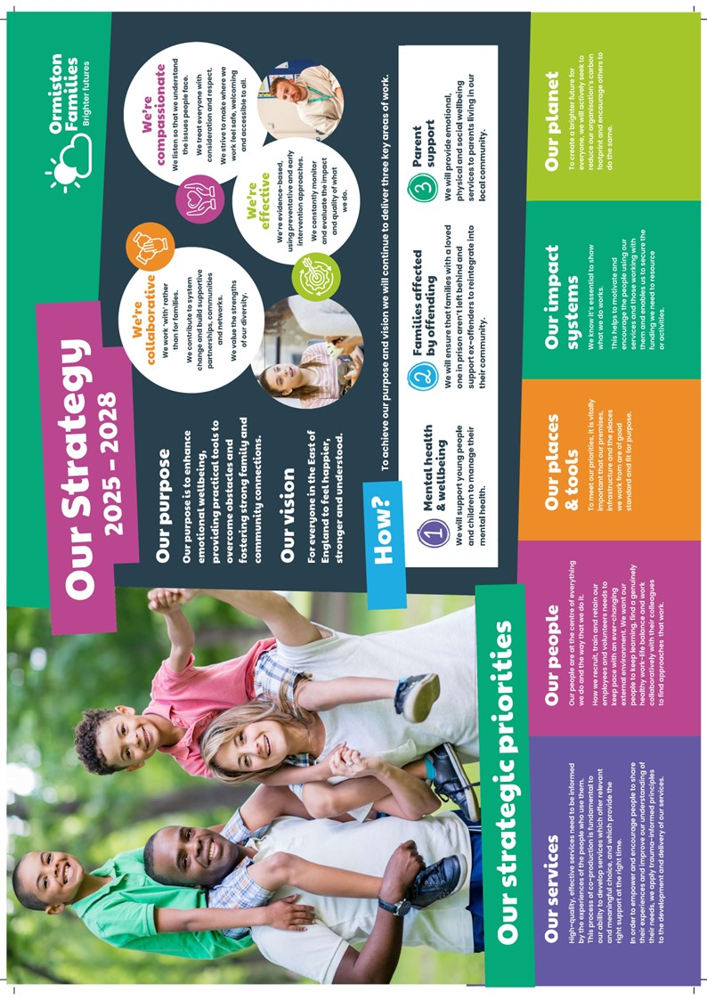 Our Strategy
2025 – 2028
Ormiston
Families
Brighter futures
Our purpose
Our purpose is to enhance
emotional wellbeing,
providing practical tools to
overcome obstacles and
fostering strong family and
community connections.
Our vision
For everyone in the East of
England to feel happier,
stronger and understood.
We're
collaborative
We work 'with' rather
than for families.
We contribute to system
change and build supportive
partnerships, communities
and networks.
We value the strengths
of our diversity.
We're
compassionate
We listen so that we understand
the issues people face.
We treat everyone with
consideration and respect.
We strive to make where we
work feel safe, welcoming
and accessible to all.
We're
effective
We're evidence-based,
using preventative and early
intervention approaches.
We constantly monitor
and evaluate the impact
and quality of what
we do.
How?
To achieve our purpose and vision we will continue to deliver three key areas of work.
1
Mental health
& wellbeing
We will support young people
and children to manage their
mental health.
2
Families affected
by offending
We will ensure that families with a loved
one in prison aren't left behind and
support ex-offenders to reintegrate into
their community.
3
Parent
support
We will provide emotional,
physical and social wellbeing
services to parents living in our
local community.
Our strategic priorities
Our services
High-quality, effective services need to be informed
by the experiences of the people who use them.
This process of co-production is fundamental to
our ability to develop services which offer relevant
and meaningful choice, and which provide the
right support at the right time.
In order to empower and encourage people to share
their experiences and improve our understanding of
their needs, we apply trauma-informed principles
to the development and delivery of our services.
Our people
Our people are at the centre of everything
we do and the way that we do it.
How we recruit, train and retain our
employees and volunteers needs to
keep pace with an ever-changing
external environment. We want our
people to keep learning, find a genuinely
healthy work-life balance and work
collaboratively with their colleagues
to find approaches that work.
Our places
& tools
To meet our priorities, it is vitally
important that our premises,
infrastructure and the places
we work from are of good
standard and fit for purpose.
Our impact
systems
We know it's essential to show
what we do works.
This helps to motivate and
encourage the people using our
services and those working with
them and enables us to secure the
funding we need to resource
our activities.
Our planet
To create a brighter future for
everyone, we will actively seek to
reduce our organisation's carbon
footprint and encourage others to
do the same.